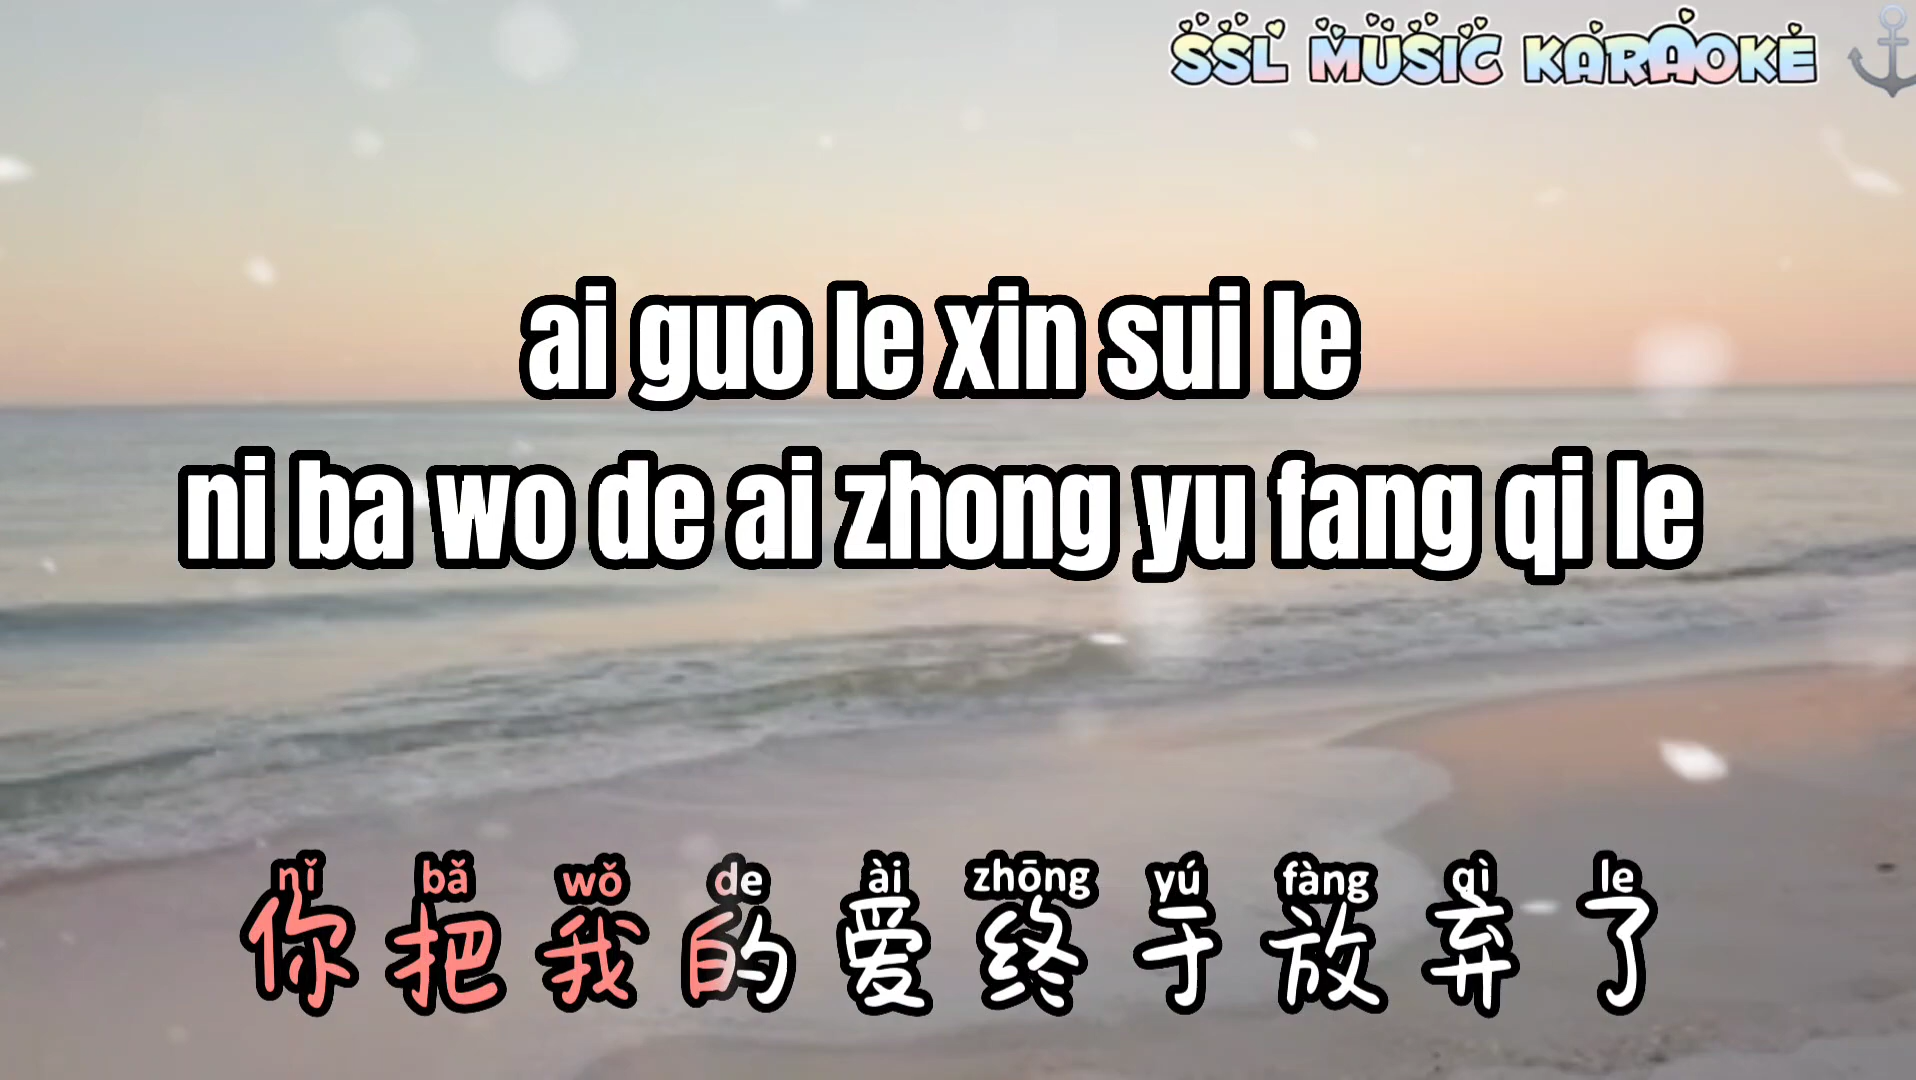 SSL MUSIC KARAOKE
ai guo le xin sui le
ni ba wo de ai zhong yu fang qi le
nǐ bǎ wǒ de ài zhōng yú fàng qì le
你把我的爱终于放弃了